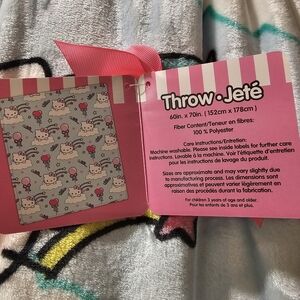 Throw • Jeté
60in. x 70in. ( 152cm x 178cm )
Fiber Content/Teneur en fibres:
100 % Polyester
Care instructions/Entretien:
Machine washable. Please see inside labels for further care
instructions. Lavable à la machine. Voir l'étiquette d'entretien
pour les instructions de lavage du produit.
Sizes are approximate and may vary slightly due
to manufacturing process. Les dimensions sont
approximatives et peuvent varier légèrement en
raison des procédés durant la fabrication.
For children 3 years of age and older.
Pour les enfants de 3 ans et plus.